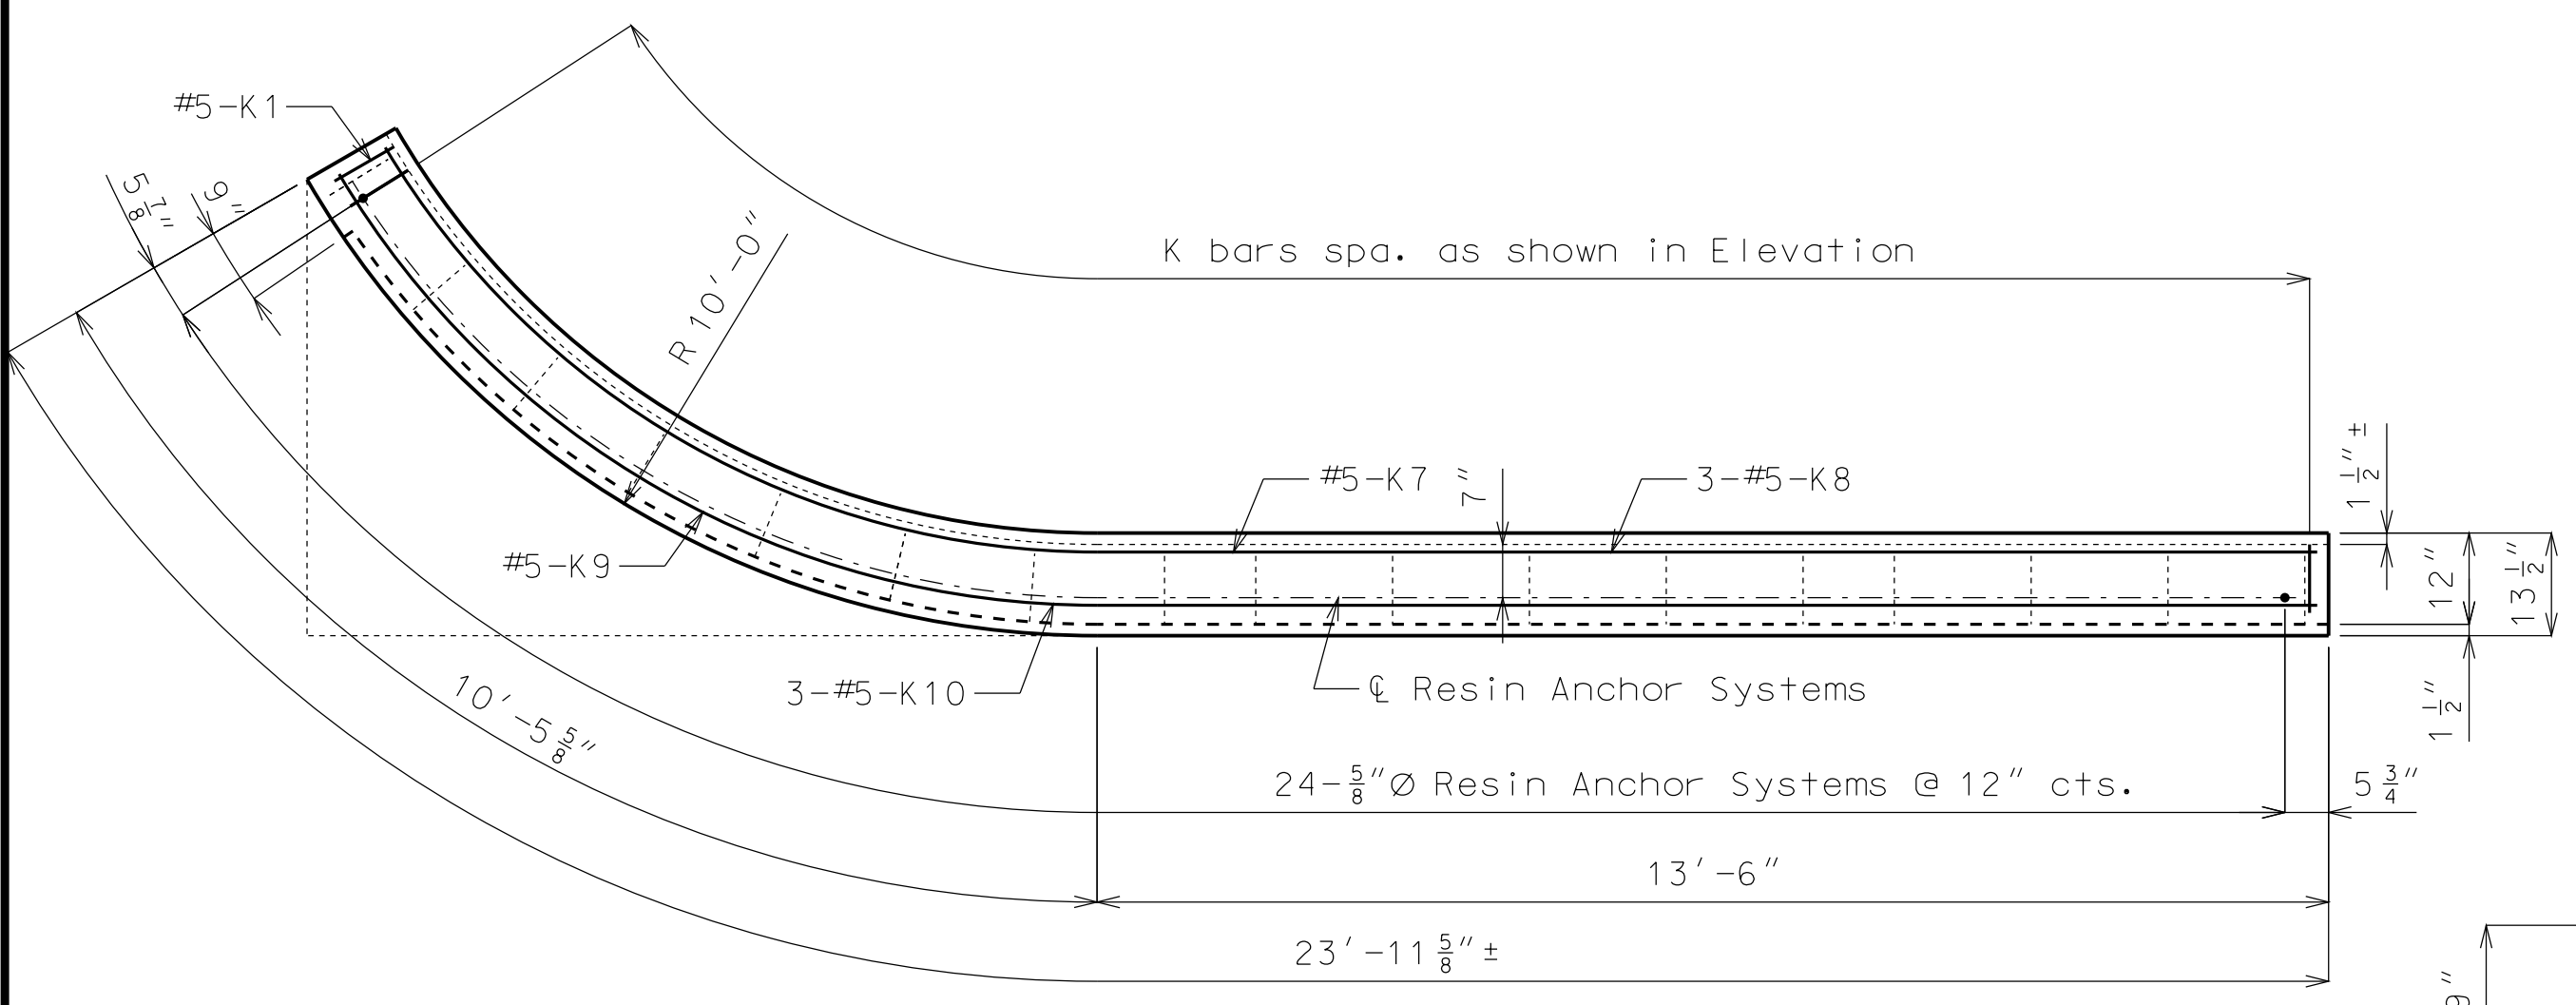 #5-K1
5 7/8"
9"
R 10'-0"
K bars spa. as shown in Elevation
#5-K7
7"
3-#5-K8
1 1/2"±
12"
13 1/2"
#5-K9
3-#5-K10
℄ Resin Anchor Systems
1 1/2"
10'-5 5/8"
24-5/8"Ø Resin Anchor Systems @ 12" cts.
5 3/4"
13'-6"
23'-11 5/8"±
9"